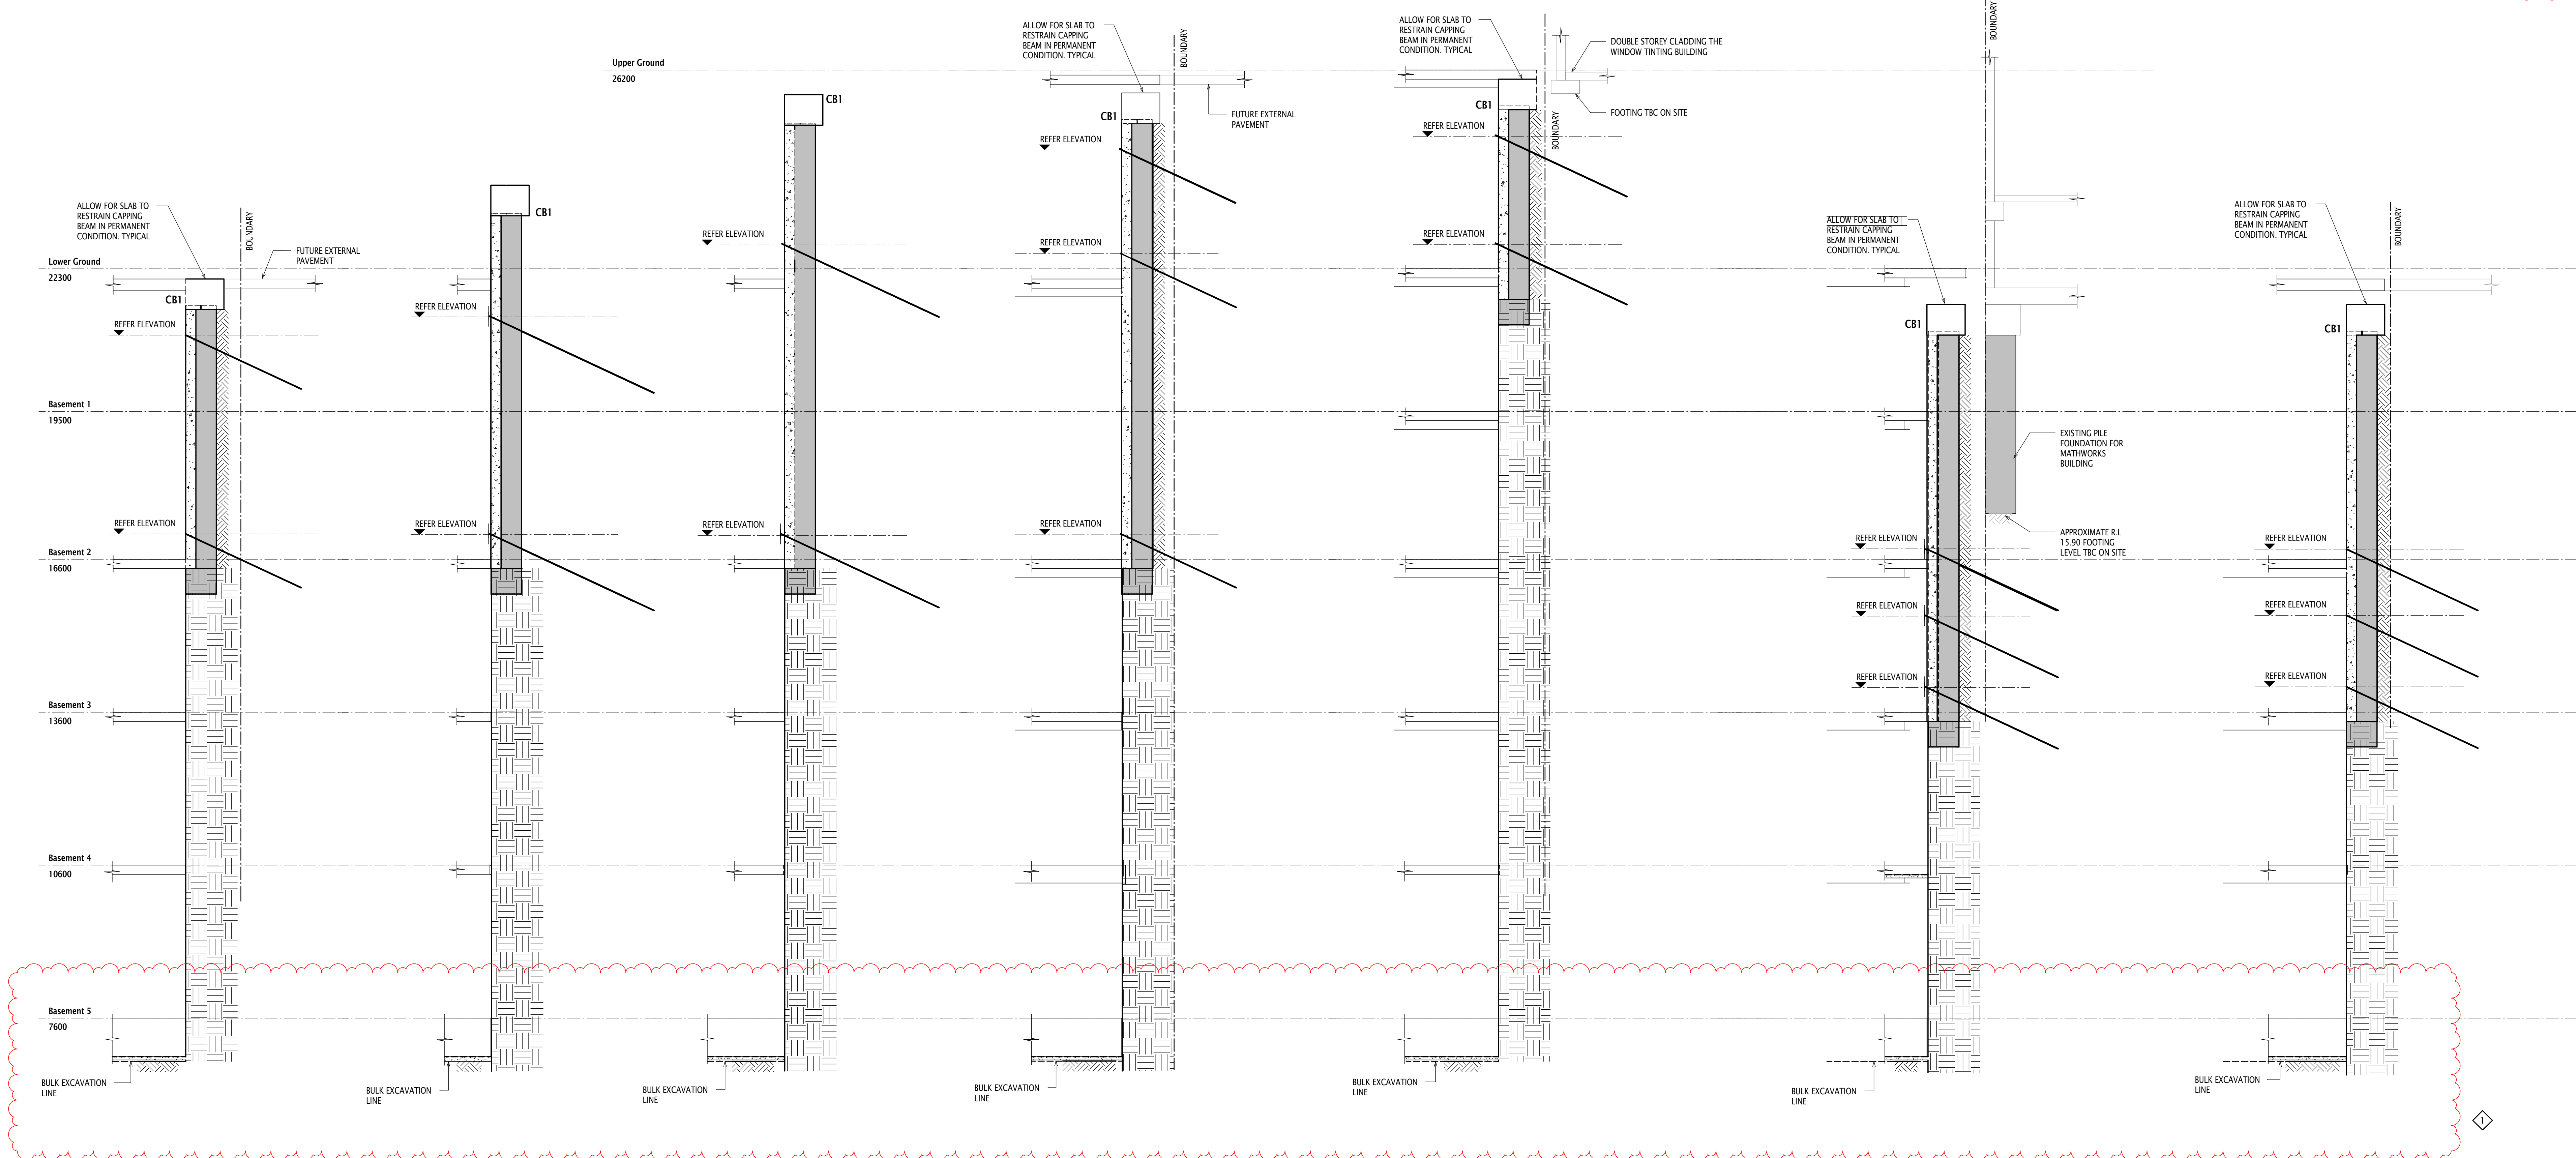 Upper Ground
26200
Lower Ground
22300
Basement 1
19500
Basement 2
16600
Basement 3
13600
Basement 4
10600
Basement 5
7600
ALLOW FOR SLAB TO
RESTRAIN CAPPING
BEAM IN PERMANENT
CONDITION. TYPICAL
BOUNDARY
FUTURE EXTERNAL
PAVEMENT
CB1
REFER ELEVATION
REFER ELEVATION
BULK EXCAVATION
LINE
CB1
REFER ELEVATION
REFER ELEVATION
BULK EXCAVATION
LINE
CB1
REFER ELEVATION
REFER ELEVATION
BULK EXCAVATION
LINE
ALLOW FOR SLAB TO
RESTRAIN CAPPING
BEAM IN PERMANENT
CONDITION. TYPICAL
BOUNDARY
FUTURE EXTERNAL
PAVEMENT
CB1
REFER ELEVATION
REFER ELEVATION
REFER ELEVATION
BULK EXCAVATION
LINE
ALLOW FOR SLAB TO
RESTRAIN CAPPING
BEAM IN PERMANENT
CONDITION. TYPICAL
DOUBLE STOREY CLADDING THE
WINDOW TINTING BUILDING
FOOTING TBC ON SITE
BOUNDARY
CB1
REFER ELEVATION
REFER ELEVATION
BULK EXCAVATION
LINE
BOUNDARY
ALLOW FOR SLAB TO
RESTRAIN CAPPING
BEAM IN PERMANENT
CONDITION. TYPICAL
CB1
EXISTING PILE
FOUNDATION FOR
MATHWORKS
BUILDING
APPROXIMATE R.L
15.90 FOOTING
LEVEL TBC ON SITE
REFER ELEVATION
REFER ELEVATION
REFER ELEVATION
BULK EXCAVATION
LINE
ALLOW FOR SLAB TO
RESTRAIN CAPPING
BEAM IN PERMANENT
CONDITION. TYPICAL
BOUNDARY
CB1
REFER ELEVATION
REFER ELEVATION
REFER ELEVATION
BULK EXCAVATION
LINE
1